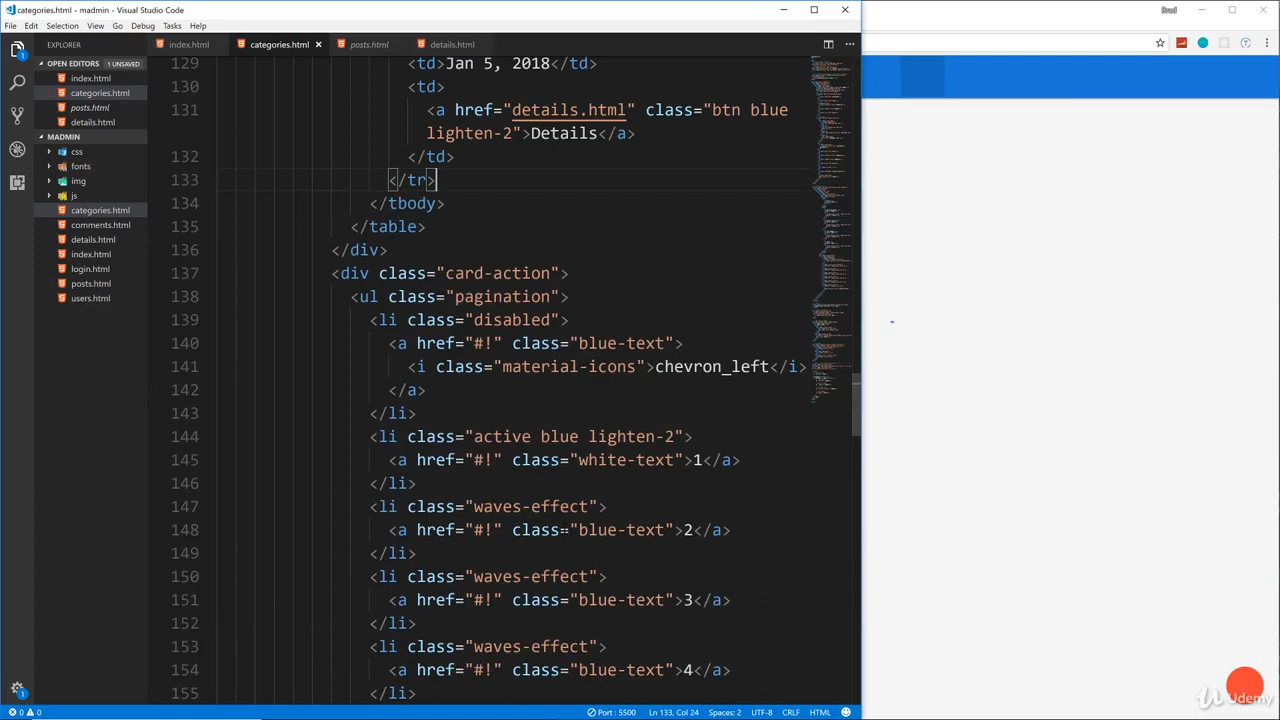 categories.html - madmin - Visual Studio Code
Brad
File Edit Selection View Go Debug Tasks Help
EXPLORER
index.html categories.html × posts.html details.html
OPEN EDITORS 1 UNSAVED
index.html
categories.html
posts.html
details.html
MADMIN
css
fonts
img
js
categories.html
comments.html
details.html
index.html
login.html
posts.html
users.html
129 <td>Jan 5, 2018</td>
130 <td>
131 <a href="details.html" class="btn blue
lighten-2">Details</a>
132 </td>
133 tr>
134 </tbody>
135 </table>
136 </div>
137 <div class="card-action">
138 <ul class="pagination">
139 <li class="disabled">
140 <a href="#!" class="blue-text">
141 <i class="material-icons">chevron_left</i>
142 </a>
143 </li>
144 <li class="active blue lighten-2">
145 <a href="#!" class="white-text">1</a>
146 </li>
147 <li class="waves-effect">
148 <a href="#!" class="blue-text">2</a>
149 </li>
150 <li class="waves-effect">
151 <a href="#!" class="blue-text">3</a>
152 </li>
153 <li class="waves-effect">
154 <a href="#!" class="blue-text">4</a>
155 </li>
0 0 Port : 5500 Ln 133, Col 24 Spaces: 2 UTF-8 CRLF HTML
Udemy